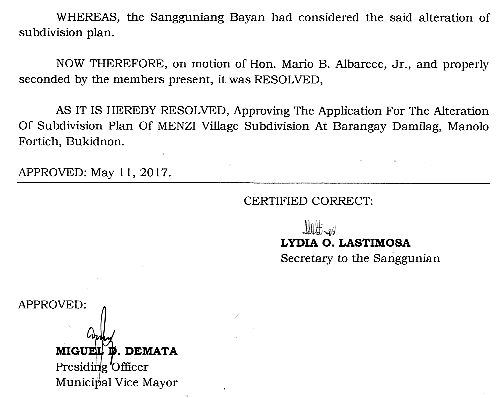 WHEREAS, the Sangguniang Bayan had considered the said alteration of
subdivision plan.
NOW THEREFORE, on motion of Hon. Mario B. Albarece, Jr., and properly
seconded by the members present, it was RESOLVED,
AS IT IS HEREBY RESOLVED, Approving The Application For The Alteration
Of Subdivision Plan Of MENZI Village Subdivision At Barangay Damilag, Manolo
Fortich, Bukidnon.
APPROVED: May 11, 2017.
CERTIFIED CORRECT:
LYDIA O. LASTIMOSA
Secretary to the Sanggunian
APPROVED:
MIGUEL D. DEMATA
Presiding Officer
Municipal Vice Mayor